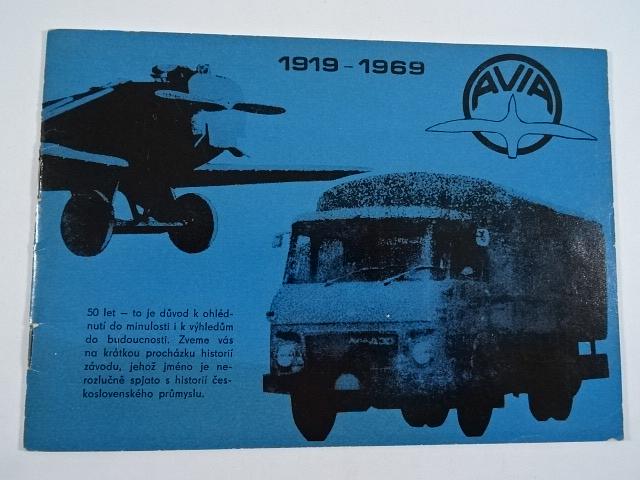 1919 - 1969
AVIA
50 let – to je důvod k ohléd-
nutí do minulosti i k výhledům
do budoucnosti. Zveme vás
na krátkou procházku historií
závodu, jehož jméno je ne-
rozlučně spjato s historií čes-
koslovenského průmyslu.